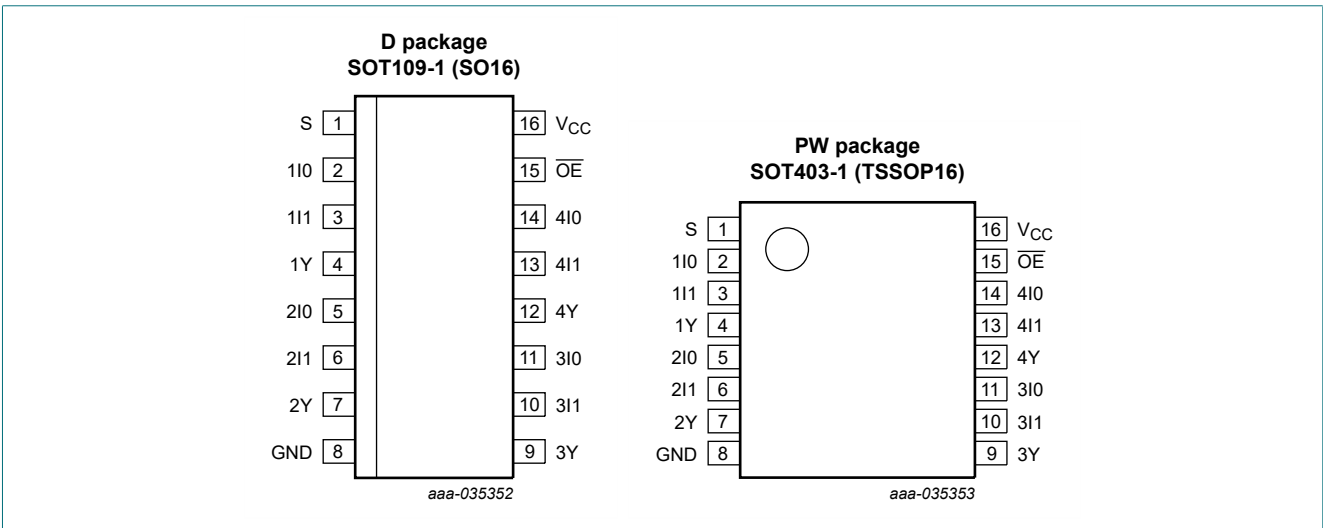 D package
SOT109-1 (SO16)
S 1
1I0 2
1I1 3
1Y 4
2I0 5
2I1 6
2Y 7
GND 8
16 VCC
15 OE
14 4I0
13 4I1
12 4Y
11 3I0
10 3I1
9 3Y
aaa-035352
PW package
SOT403-1 (TSSOP16)
S 1
1I0 2
1I1 3
1Y 4
2I0 5
2I1 6
2Y 7
GND 8
16 VCC
15 OE
14 4I0
13 4I1
12 4Y
11 3I0
10 3I1
9 3Y
aaa-035353